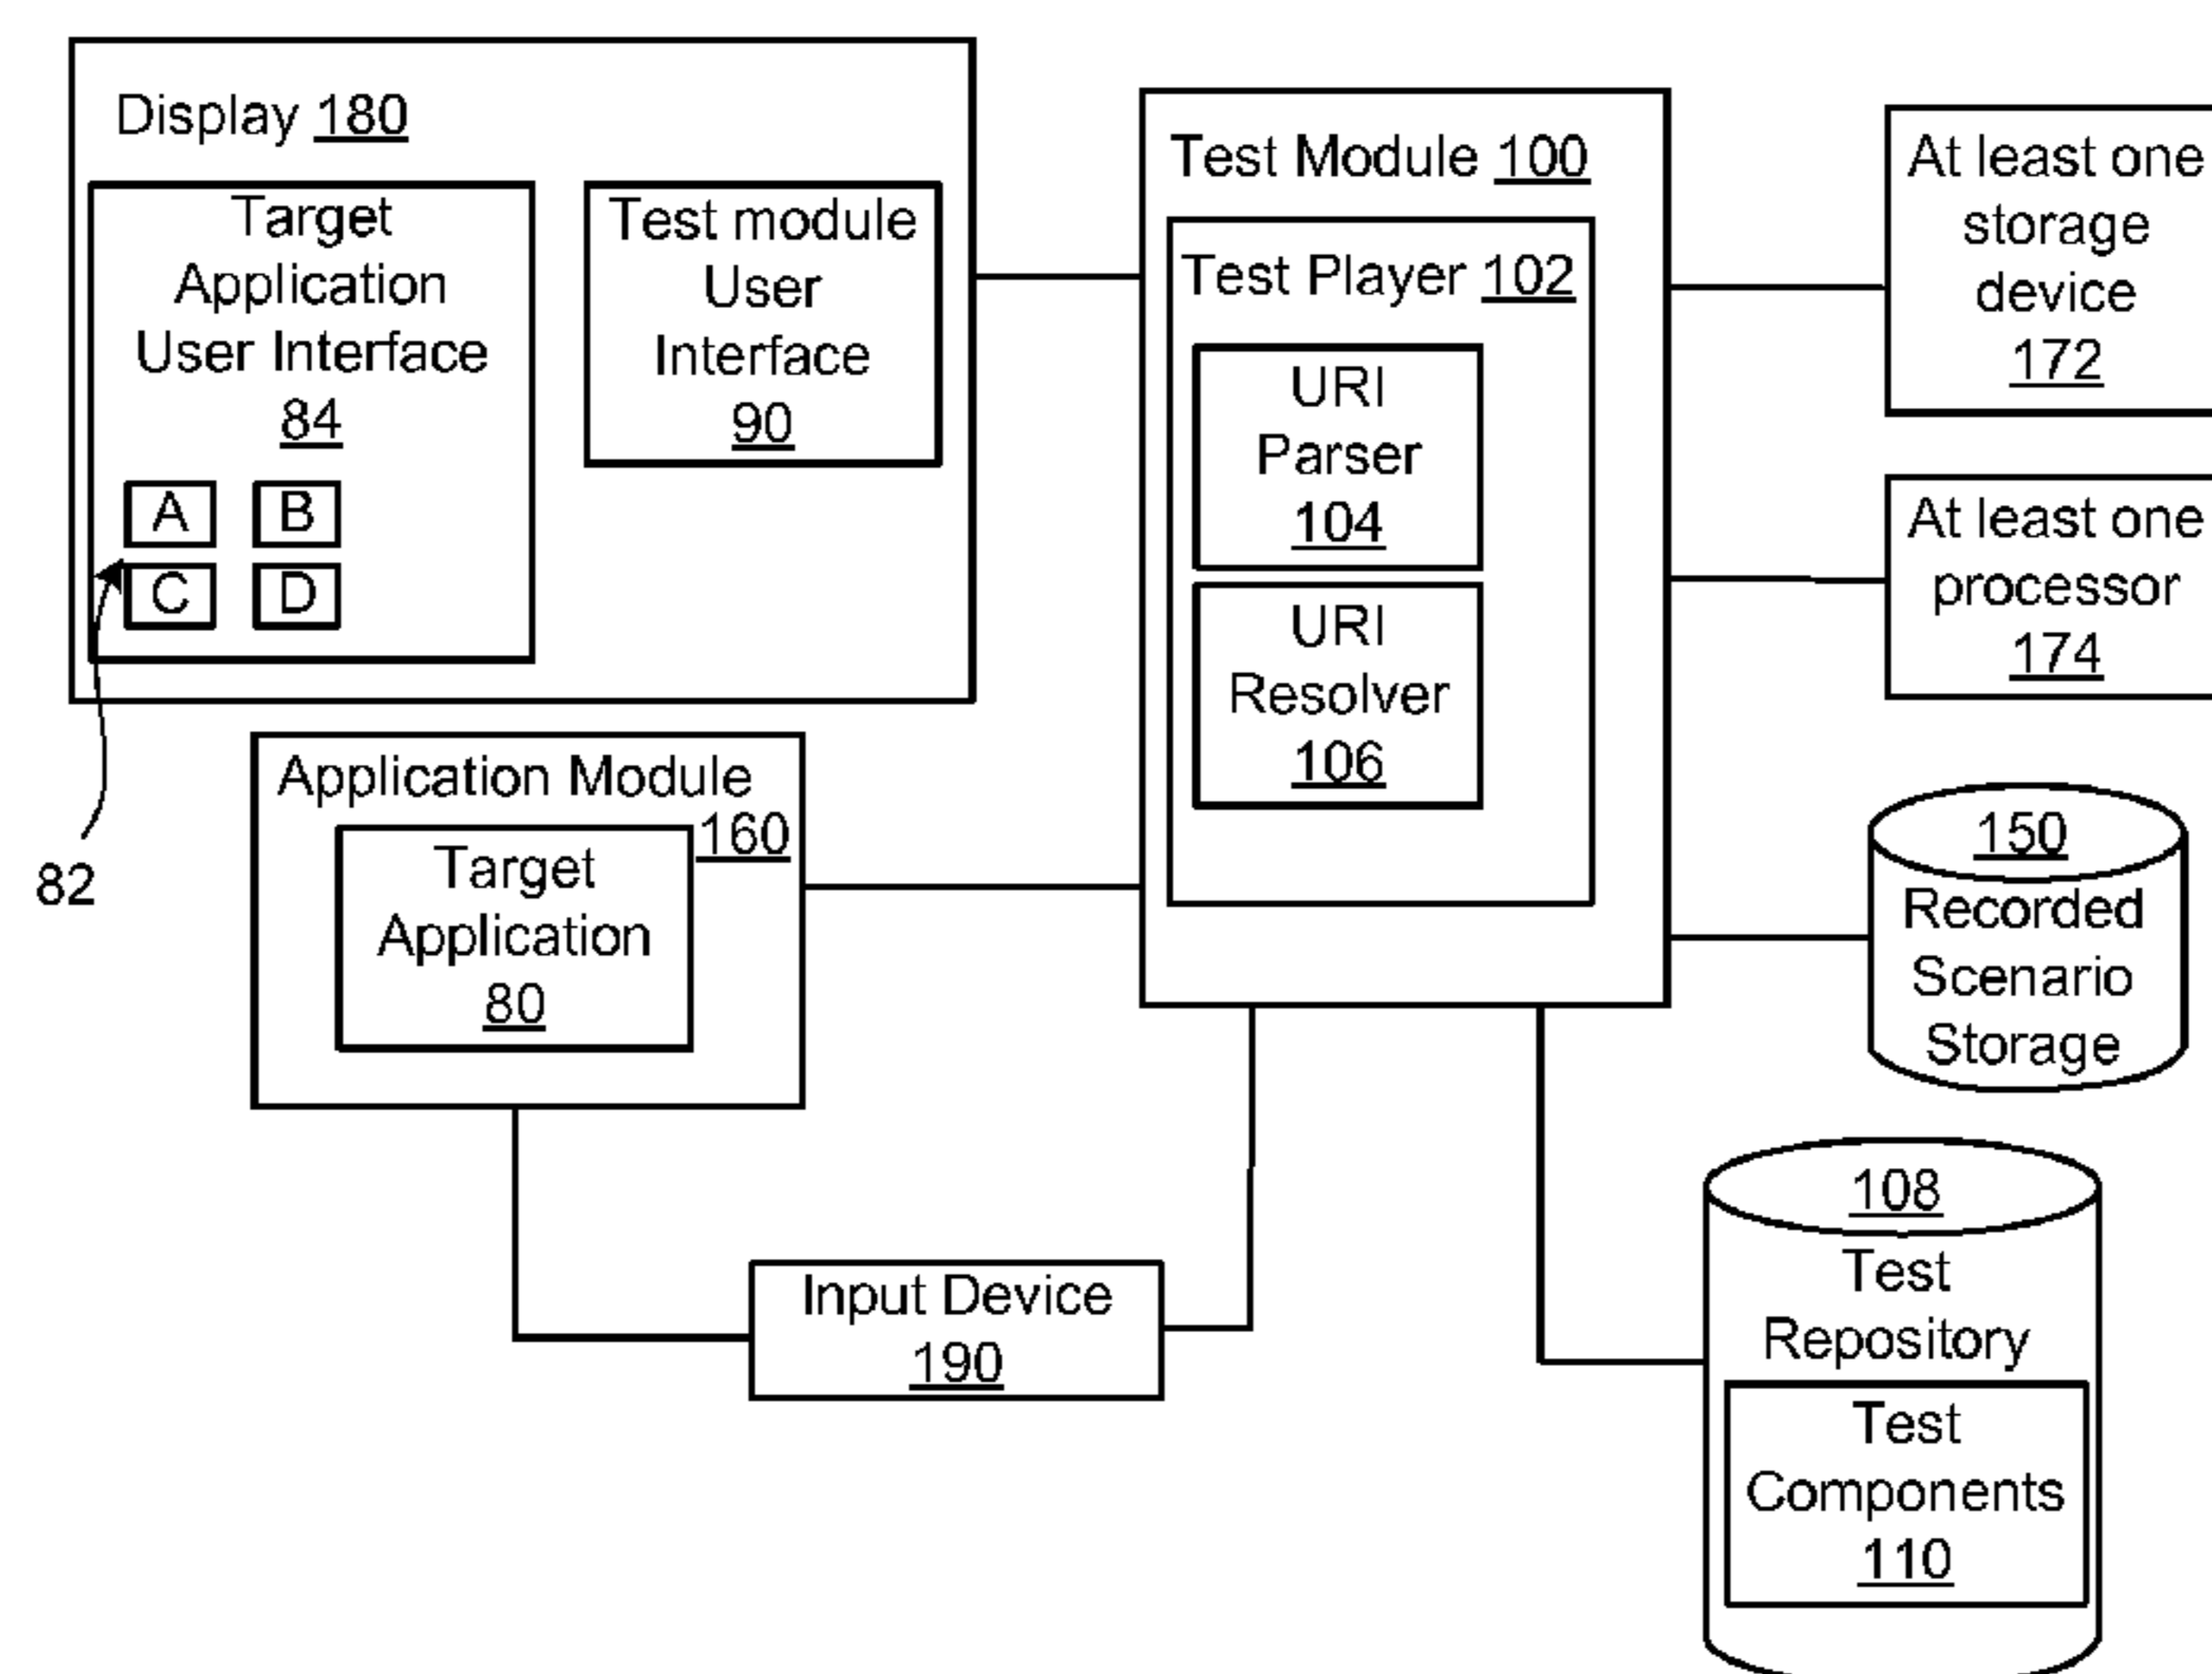 Display 180
Target
Application
User Interface
84
A
B
C
D
Test module
User
Interface
90
82
Application Module
160
Target
Application
80
Input Device
190
Test Module 100
Test Player 102
URI
Parser
104
URI
Resolver
106
At least one
storage
device
172
At least one
processor
174
150
Recorded
Scenario
Storage
108
Test
Repository
Test
Components
110